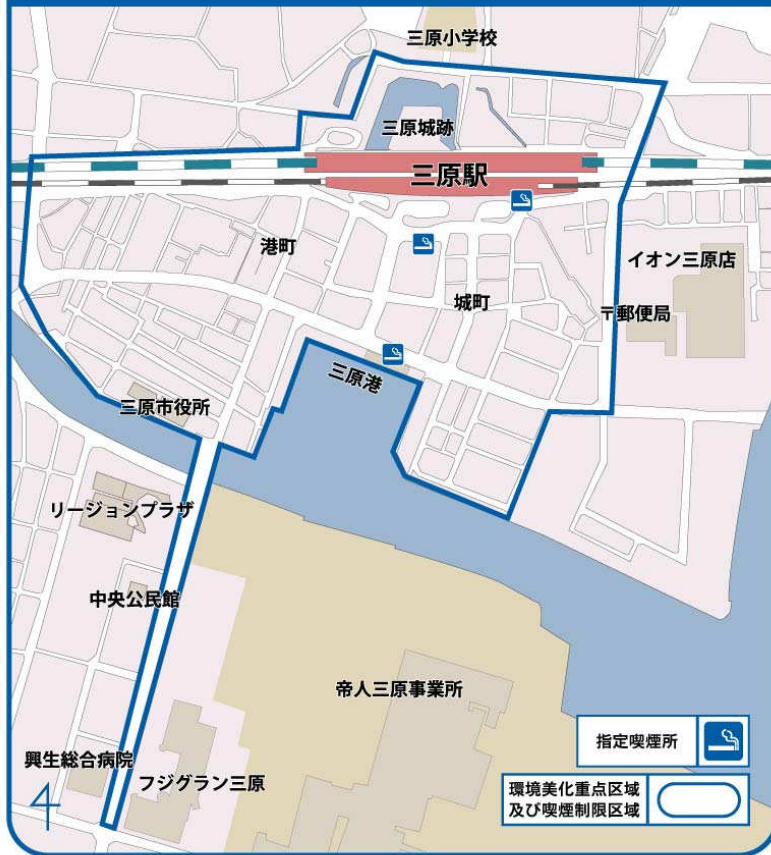 三原小学校
三原城跡
三原駅
港町
イオン三原店
城町
〒郵便局
三原港
三原市役所
リージョンプラザ
中央公民館
帝人三原事業所
指定喫煙所
興生総合病院
フジグラン三原
環境美化重点区域
及び喫煙制限区域